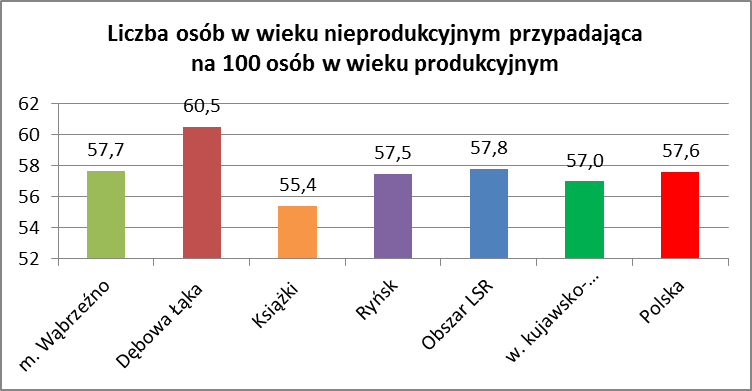 Liczba osób w wieku nieprodukcyjnym przypadająca
na 100 osób w wieku produkcyjnym
62
60
58
56
54
52
57,7
60,5
55,4
57,5
57,8
57,0
57,6
m. Wąbrzeźno
Dębowa Łąka
Książki
Ryńsk
Obszar LSR
w. kujawsko-...
Polska